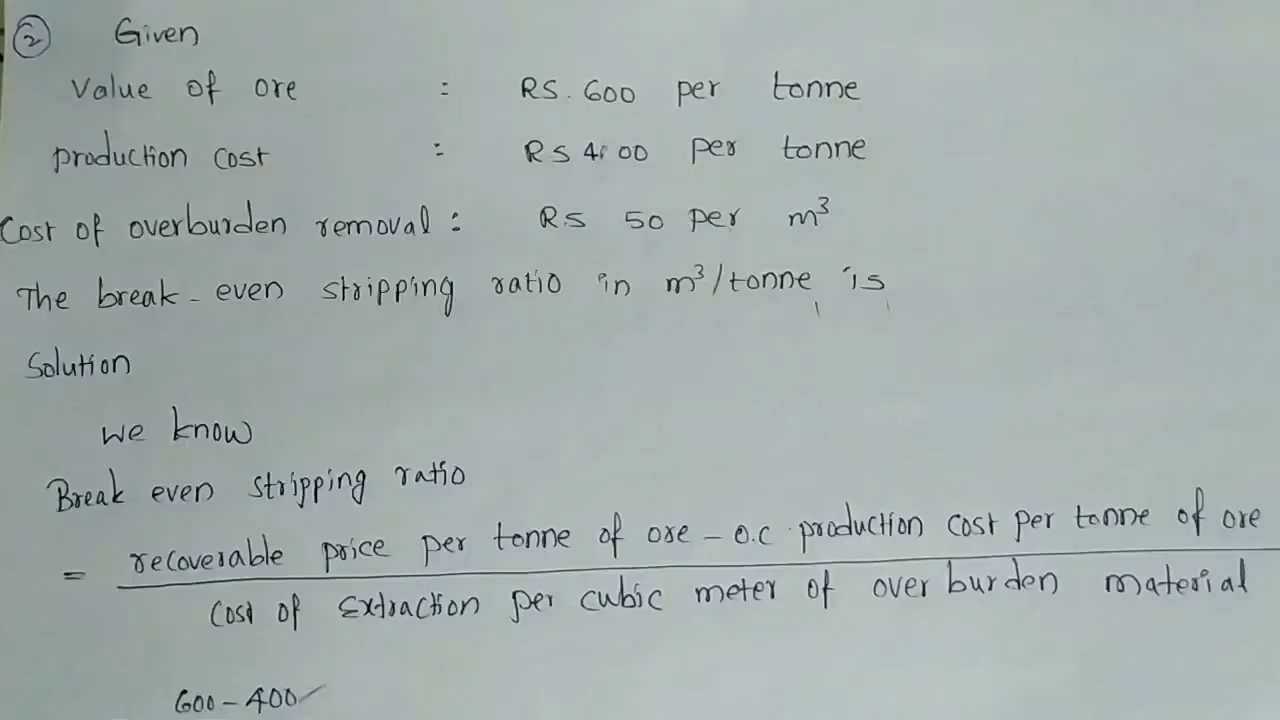 2 Given
Value of ore : RS. 600 per tonne
production cost : RS 400 per tonne
Cost of overburden removal : RS 50 per m³
The break-even stripping ratio in m³/tonne is
Solution
We know
Break even stripping ratio
= recoverable price per tonne of ore - O.C production cost per tonne of ore
Cost of Extraction per cubic meter of over burden material
600 - 400